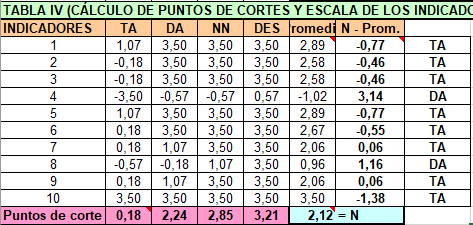 TABLA IV (CÁLCULO DE PUNTOS DE CORTES Y ESCALA DE LOS INDICADO
INDICADORES TA DA NN DES romedi N - Prom.
1 1,07 3,50 3,50 3,50 2,89 -0,77 TA
2 -0,18 3,50 3,50 3,50 2,58 -0,46 TA
3 -0,18 3,50 3,50 3,50 2,58 -0,46 TA
4 -3,50 -0,57 -0,57 0,57 -1,02 3,14 DA
5 1,07 3,50 3,50 3,50 2,89 -0,77 TA
6 0,18 3,50 3,50 3,50 2,67 -0,55 TA
7 0,18 1,07 3,50 3,50 2,06 0,06 TA
8 -0,57 -0,18 1,07 3,50 0,96 1,16 DA
9 0,18 1,07 3,50 3,50 2,06 0,06 TA
10 3,50 3,50 3,50 3,50 3,50 -1,38 TA
Puntos de corte 0,18 2,24 2,85 3,21 2,12 = N